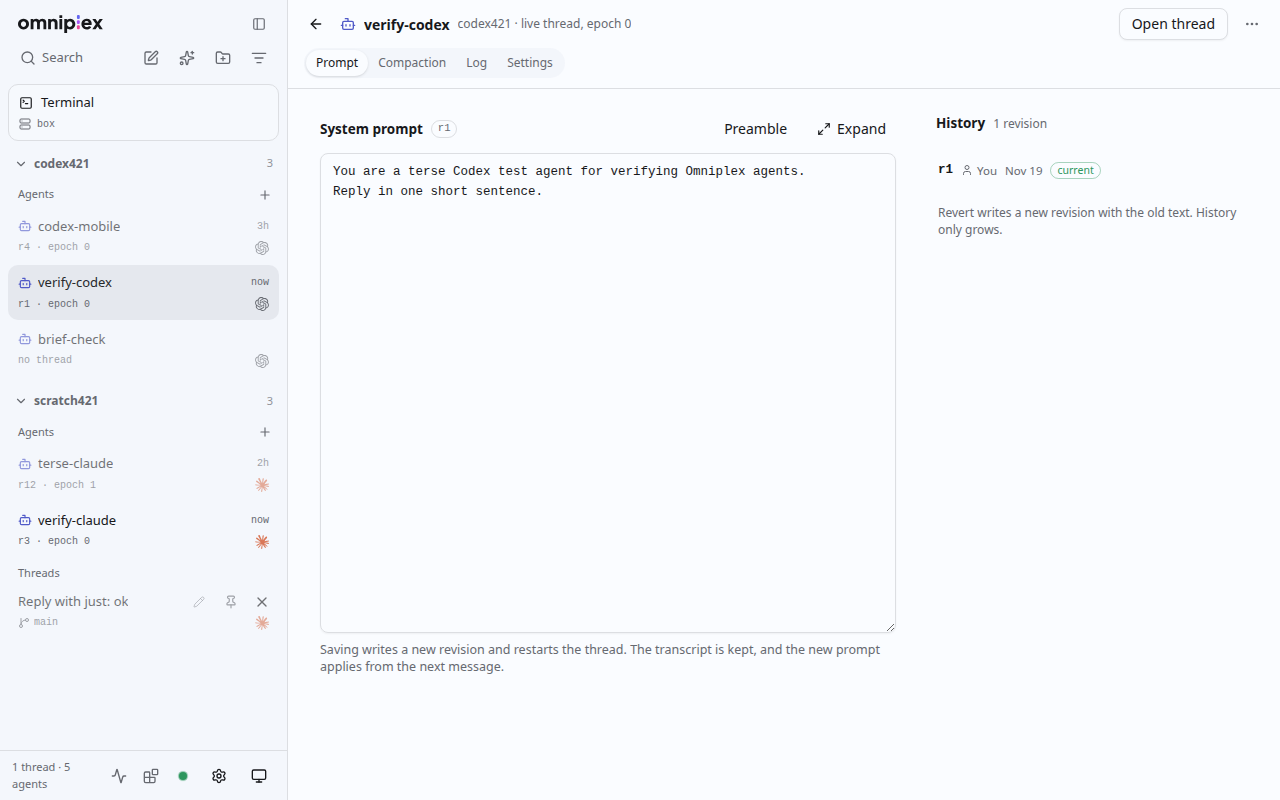 omniplex
Search
Terminal
box
codex421 3
Agents
codex-mobile 3h
r4 · epoch 0
verify-codex now
r1 · epoch 0
brief-check
no thread
scratch421 3
Agents
terse-claude 2h
r12 · epoch 1
verify-claude now
r3 · epoch 0
Threads
Reply with just: ok
main
1 thread · 5
agents
verify-codex codex421 · live thread, epoch 0
Open thread
Prompt Compaction Log Settings
System prompt r1 Preamble Expand
You are a terse Codex test agent for verifying Omniplex agents.
Reply in one short sentence.
Saving writes a new revision and restarts the thread. The transcript is kept, and the new prompt
applies from the next message.
History 1 revision
r1 You Nov 19 current
Revert writes a new revision with the old text. History
only grows.